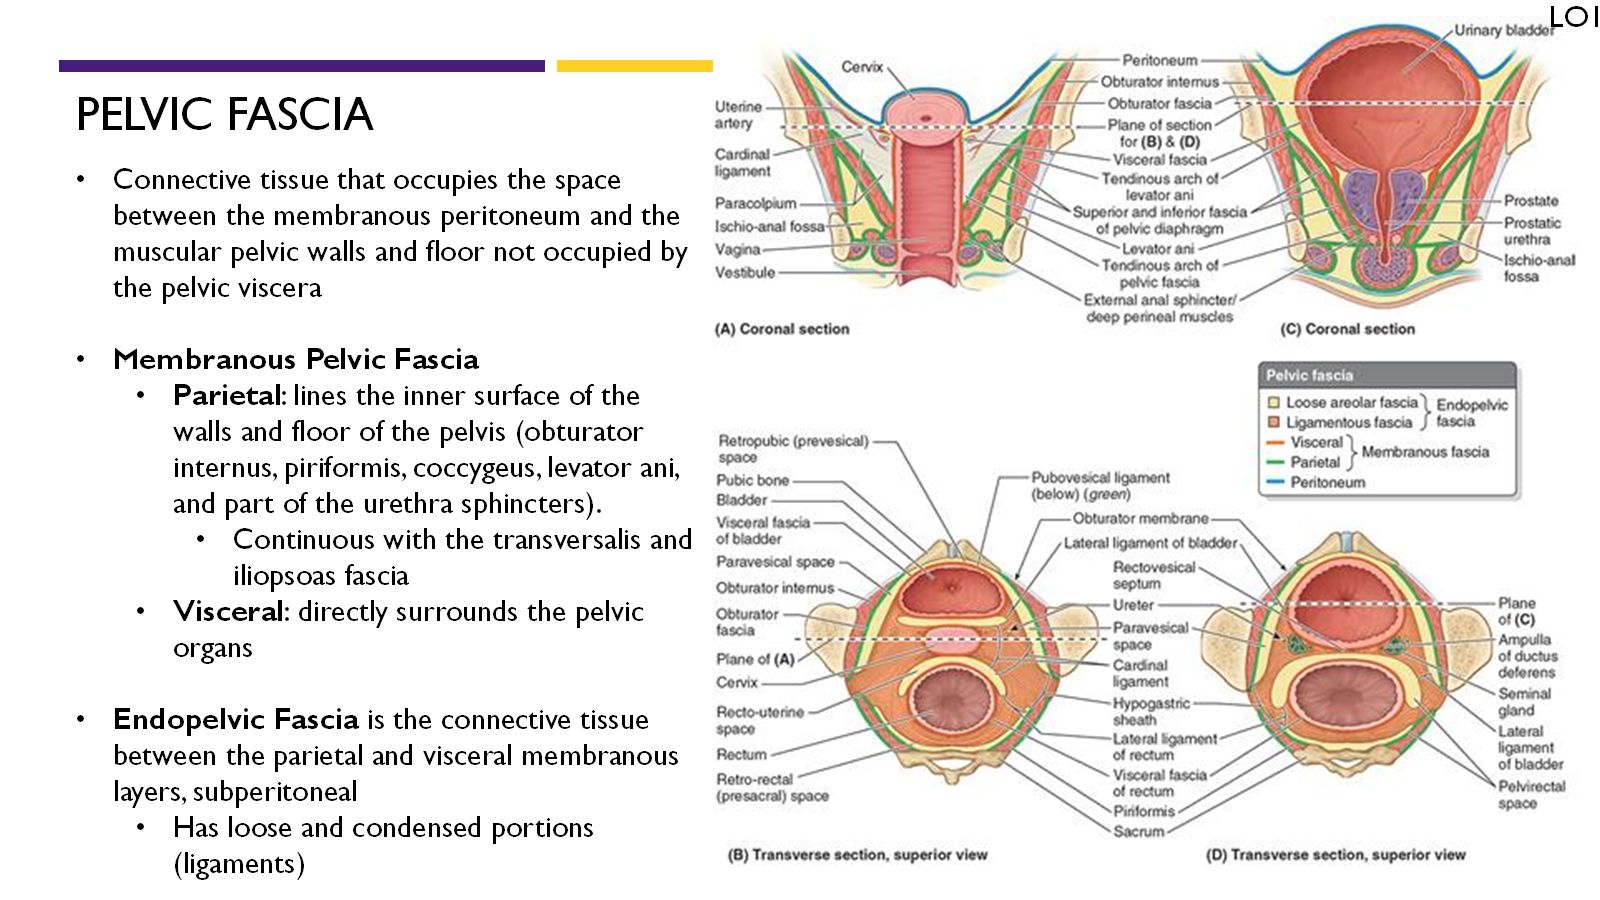 LO1
PELVIC FASCIA
• Connective tissue that occupies the space
between the membranous peritoneum and the
muscular pelvic walls and floor not occupied by
the pelvic viscera
• Membranous Pelvic Fascia
• Parietal: lines the inner surface of the
walls and floor of the pelvis (obturator
internus, piriformis, coccygeus, levator ani,
and part of the urethra sphincters).
• Continuous with the transversalis and
iliopsoas fascia
• Visceral: directly surrounds the pelvic
organs
• Endopelvic Fascia is the connective tissue
between the parietal and visceral membranous
layers, subperitoneal
• Has loose and condensed portions
(ligaments)
Cervix
Uterine
artery
Cardinal
ligament
Paracolpium
Ischio-anal fossa
Vagina
Vestibule
(A) Coronal section
Peritoneum
Obturator internus
Obturator fascia
Plane of section
for (B) & (D)
Visceral fascia
Tendinous arch of
levator ani
Superior and inferior fascia
of pelvic diaphragm
Levator ani
Tendinous arch of
pelvic fascia
External anal sphincter/
deep perineal muscles
Urinary bladder
Prostate
Prostatic
urethra
Ischio-anal
fossa
(C) Coronal section
Pelvic fascia
Loose areolar fascia
Ligamentous fascia
Endopelvic
fascia
Visceral
Parietal
Membranous fascia
Peritoneum
Retropubic (prevesical)
space
Pubic bone
Bladder
Visceral fascia
of bladder
Paravesical space
Obturator internus
Obturator
fascia
Plane of (A)
Cervix
Recto-uterine
space
Rectum
Retro-rectal
(presacral) space
(B) Transverse section, superior view
Pubovesical ligament
(below) (green)
Obturator membrane
Lateral ligament of bladder
Rectovesical
septum
Ureter
Paravesical
space
Cardinal
ligament
Hypogastric
sheath
Lateral ligament
of rectum
Visceral fascia
of rectum
Piriformis
Sacrum
Plane
of (C)
Ampulla
of ductus
deferens
Seminal
gland
Lateral
ligament
of bladder
Pelvirectal
space
(D) Transverse section, superior view